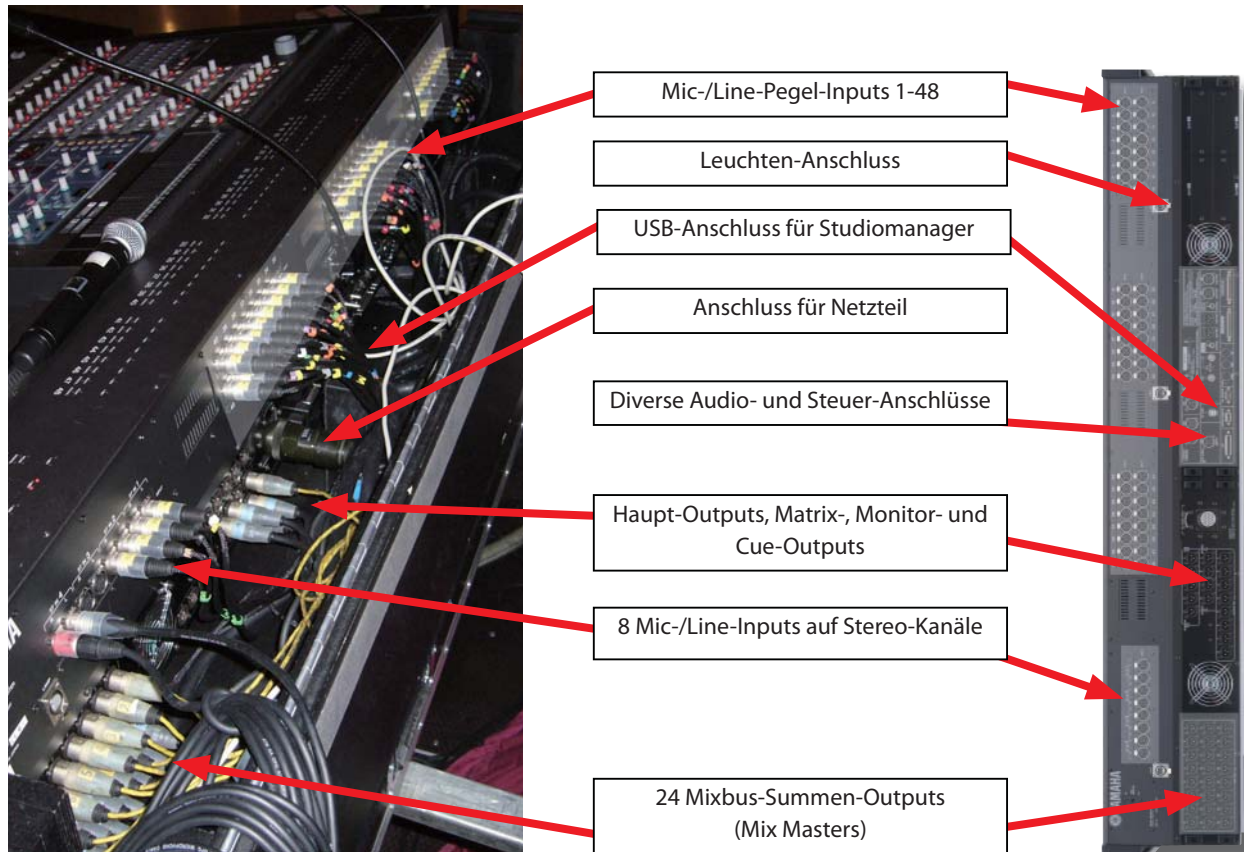 Mic-/Line-Pegel-Inputs 1-48
Leuchten-Anschluss
USB-Anschluss für Studiomanager
Anschluss für Netzteil
Diverse Audio- und Steuer-Anschlüsse
Haupt-Outputs, Matrix-, Monitor- und
Cue-Outputs
8 Mic-/Line-Inputs auf Stereo-Kanäle
24 Mixbus-Summen-Outputs
(Mix Masters)
YAMAHA